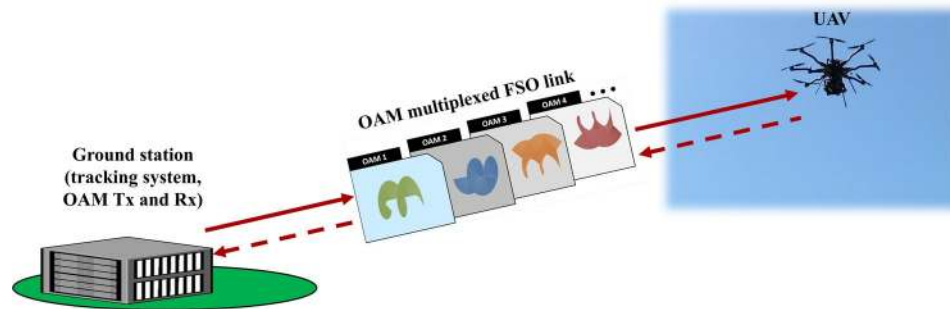 UAV
OAM multiplexed FSO link
OAM 1
OAM 2
OAM 3
OAM 4
Ground station
(tracking system,
OAM Tx and Rx)